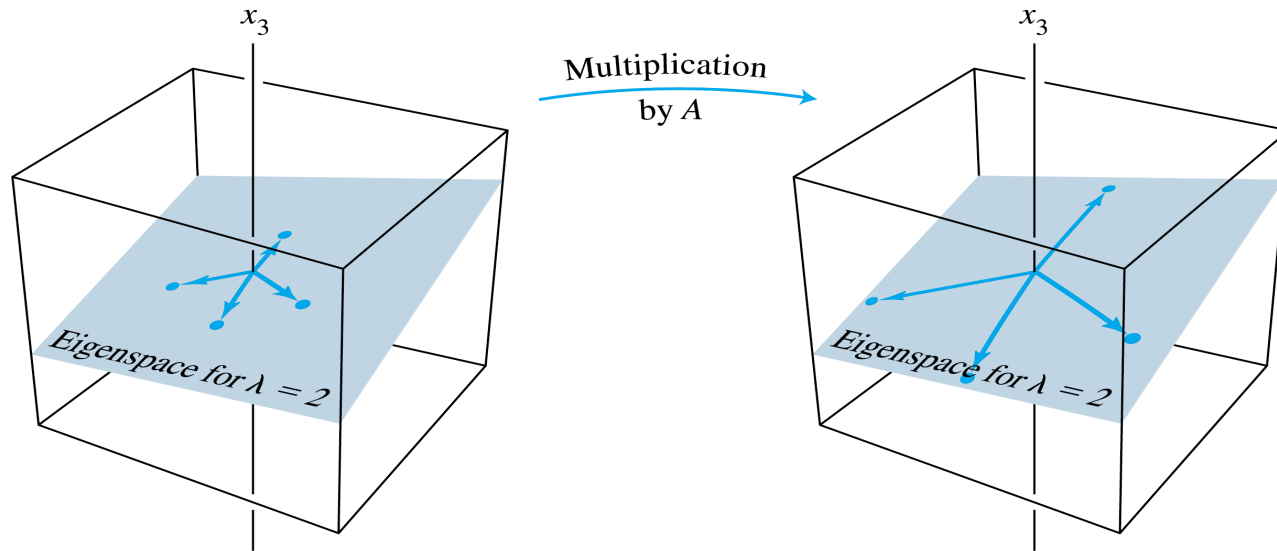 x₃
Multiplication
by A
x₃
Eigenspace for λ = 2
Eigenspace for λ = 2